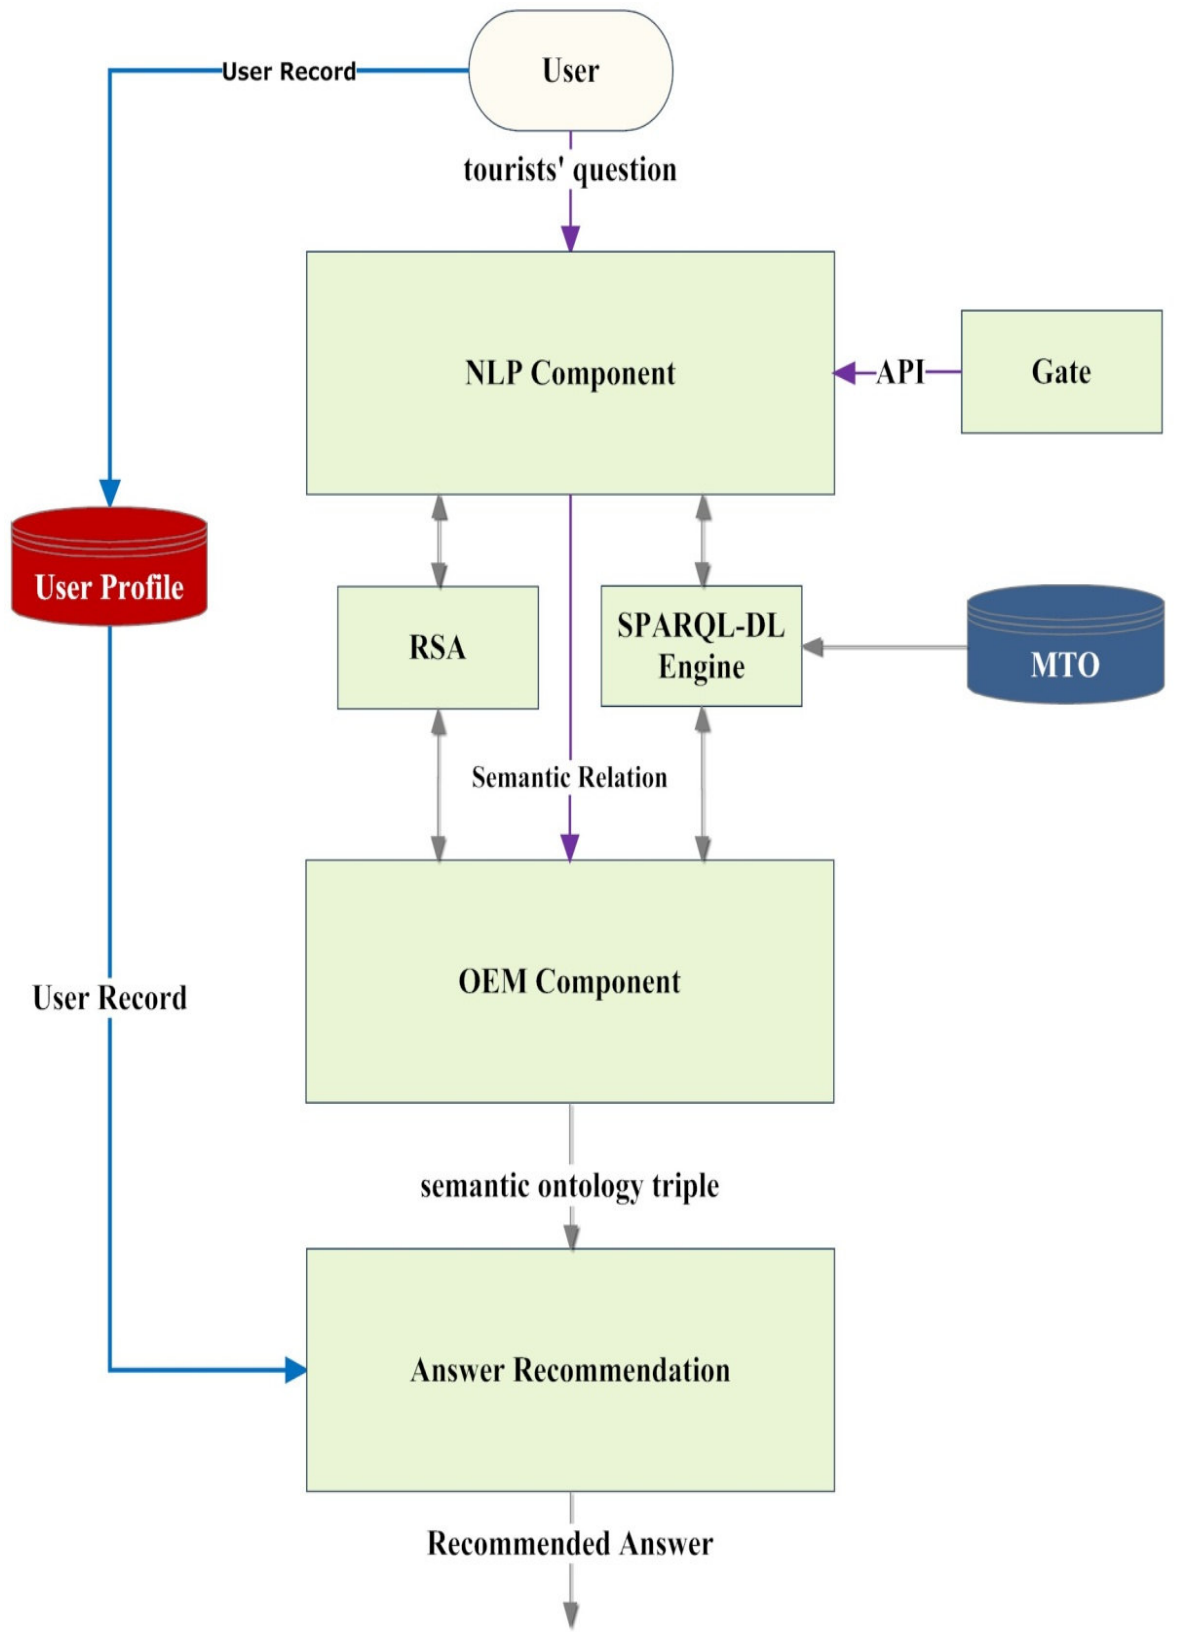 User Record
User
tourists' question
NLP Component
API
Gate
User Profile
RSA
SPARQL-DL
Engine
MTO
Semantic Relation
OEM Component
User Record
semantic ontology triple
Answer Recommendation
Recommended Answer